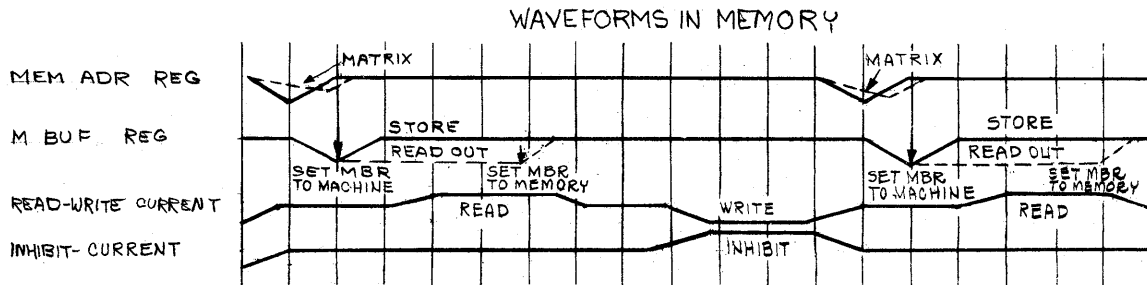 WAVEFORMS IN MEMORY
MEM ADR REG
MATRIX
MATRIX
M BUF REG
STORE
STORE
READ OUT
READ OUT
SET MBR
TO MACHINE
SET MBR
TO MEMORY
SET MBR
TO MACHINE
SET MBR
TO MEMORY
READ-WRITE CURRENT
READ
WRITE
READ
INHIBIT-CURRENT
INHIBIT